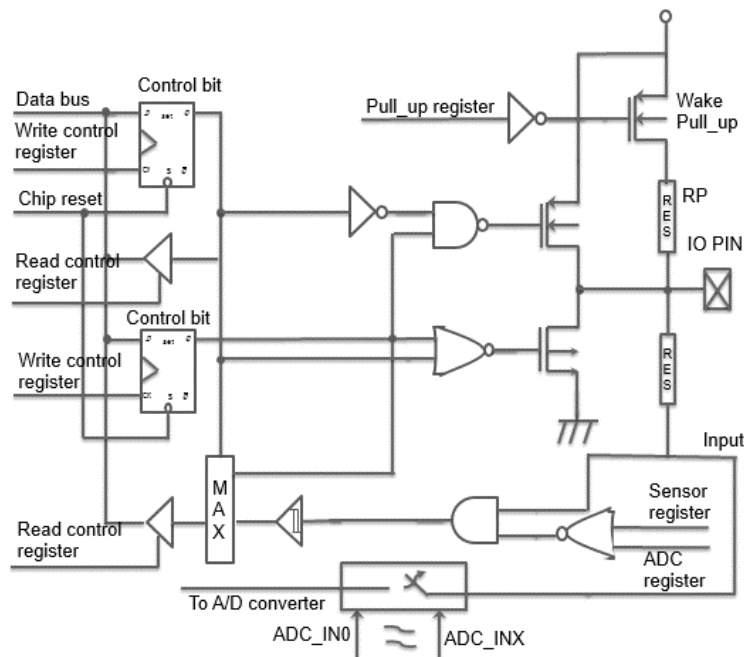 Control bit
Data bus
Write control
register
Chip reset
Read control
register
Control bit
Write control
register
Read control
register
Pull_up register
Wake
Pull_up
RES
RP
IO PIN
RES
Input
MAX
Sensor
register
ADC
register
To A/D converter
ADC_IN0
ADC_INX